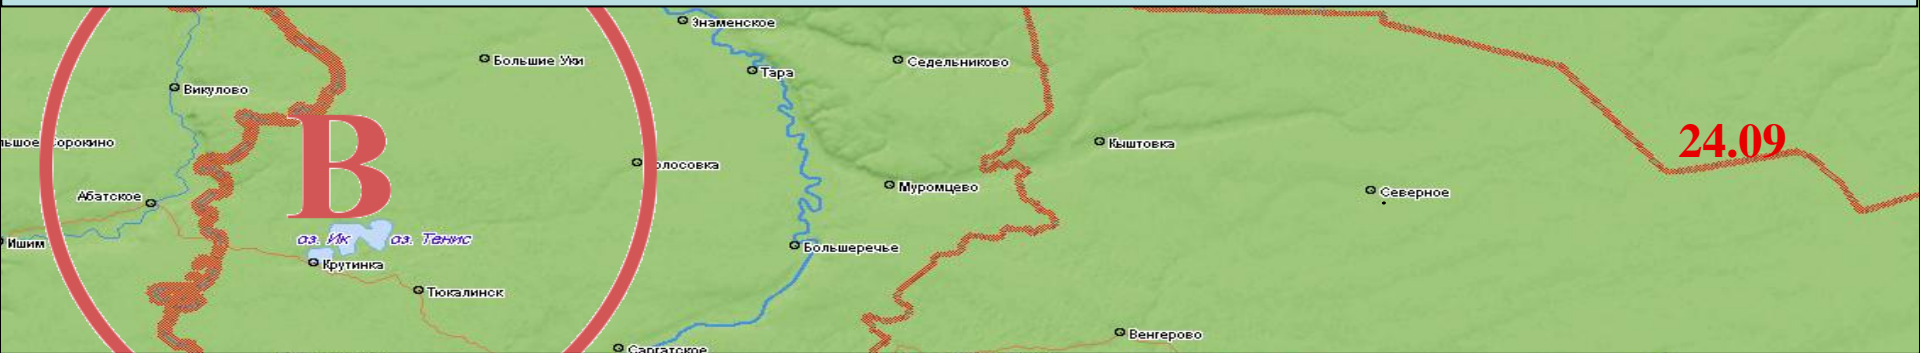 Знаменское
Большие Уки
Седельниково
Тара
Викулово
В
24.09
Сорокино
Кыштовка
Абатское
Муромцево
Северное
оз. Ик
оз. Тенис
Ишим
Большеречье
Крутинка
Тюкалинск
Венгерово
Саргатское